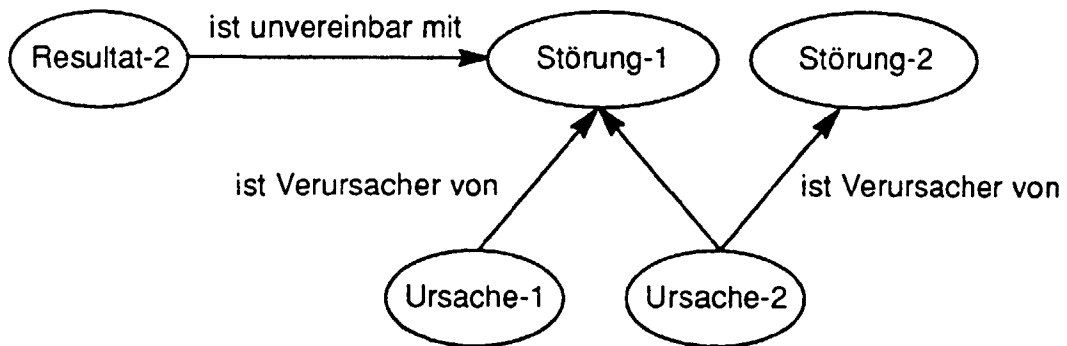 ist unvereinbar mit
Resultat-2
Störung-1
Störung-2
ist Verursacher von
ist Verursacher von
Ursache-1
Ursache-2